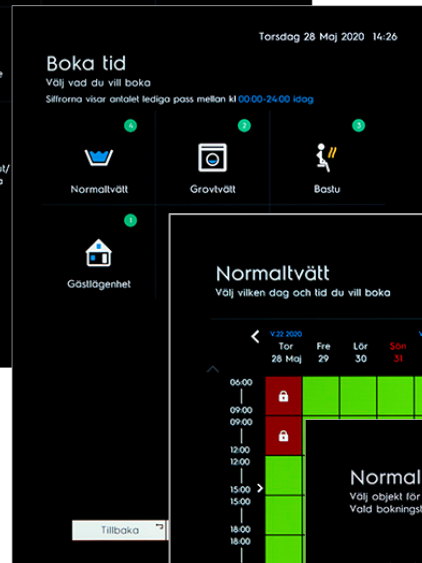 Torsdag 28 Maj 2020 14:26
Boka tid
Välj vad du vill boka
Siffrorna visar antalet lediga pass mellan kl 00:00-24:00 idag
4
2
3
Normaltvätt
Grovtvätt
Bastu
1
Gästlägenhet
Normaltvätt
Välj vilken dag och tid du vill boka
V.22 2020
Tor Fre Lör Sön
28 Maj 29 30 31
06:00
09:00
09:00
12:00
12:00
15:00
15:00
18:00
18:00
Normal
Välj objekt för
Vald bokningst
Tillbaka